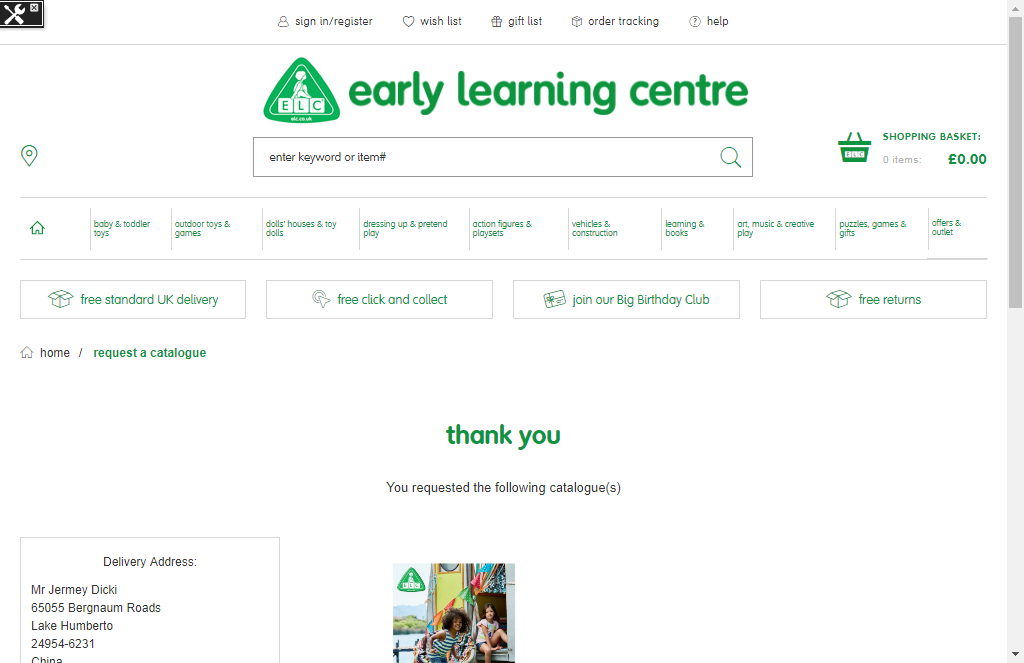 sign in/register
wish list
gift list
order tracking
help
ELC
elc.co.uk
early learning centre
enter keyword or item#
ELC
SHOPPING BASKET:
0 items:
£0.00
baby & toddler
toys
outdoor toys &
games
dolls' houses & toy
dolls
dressing up & pretend
play
action figures &
playsets
vehicles &
construction
learning &
books
art, music & creative
play
puzzles, games &
gifts
offers &
outlet
free standard UK delivery
free click and collect
join our Big Birthday Club
free returns
home / request a catalogue
thank you
You requested the following catalogue(s)
Delivery Address:
Mr Jermey Dicki
65055 Bergnaum Roads
Lake Humberto
24954-6231
China
ELC